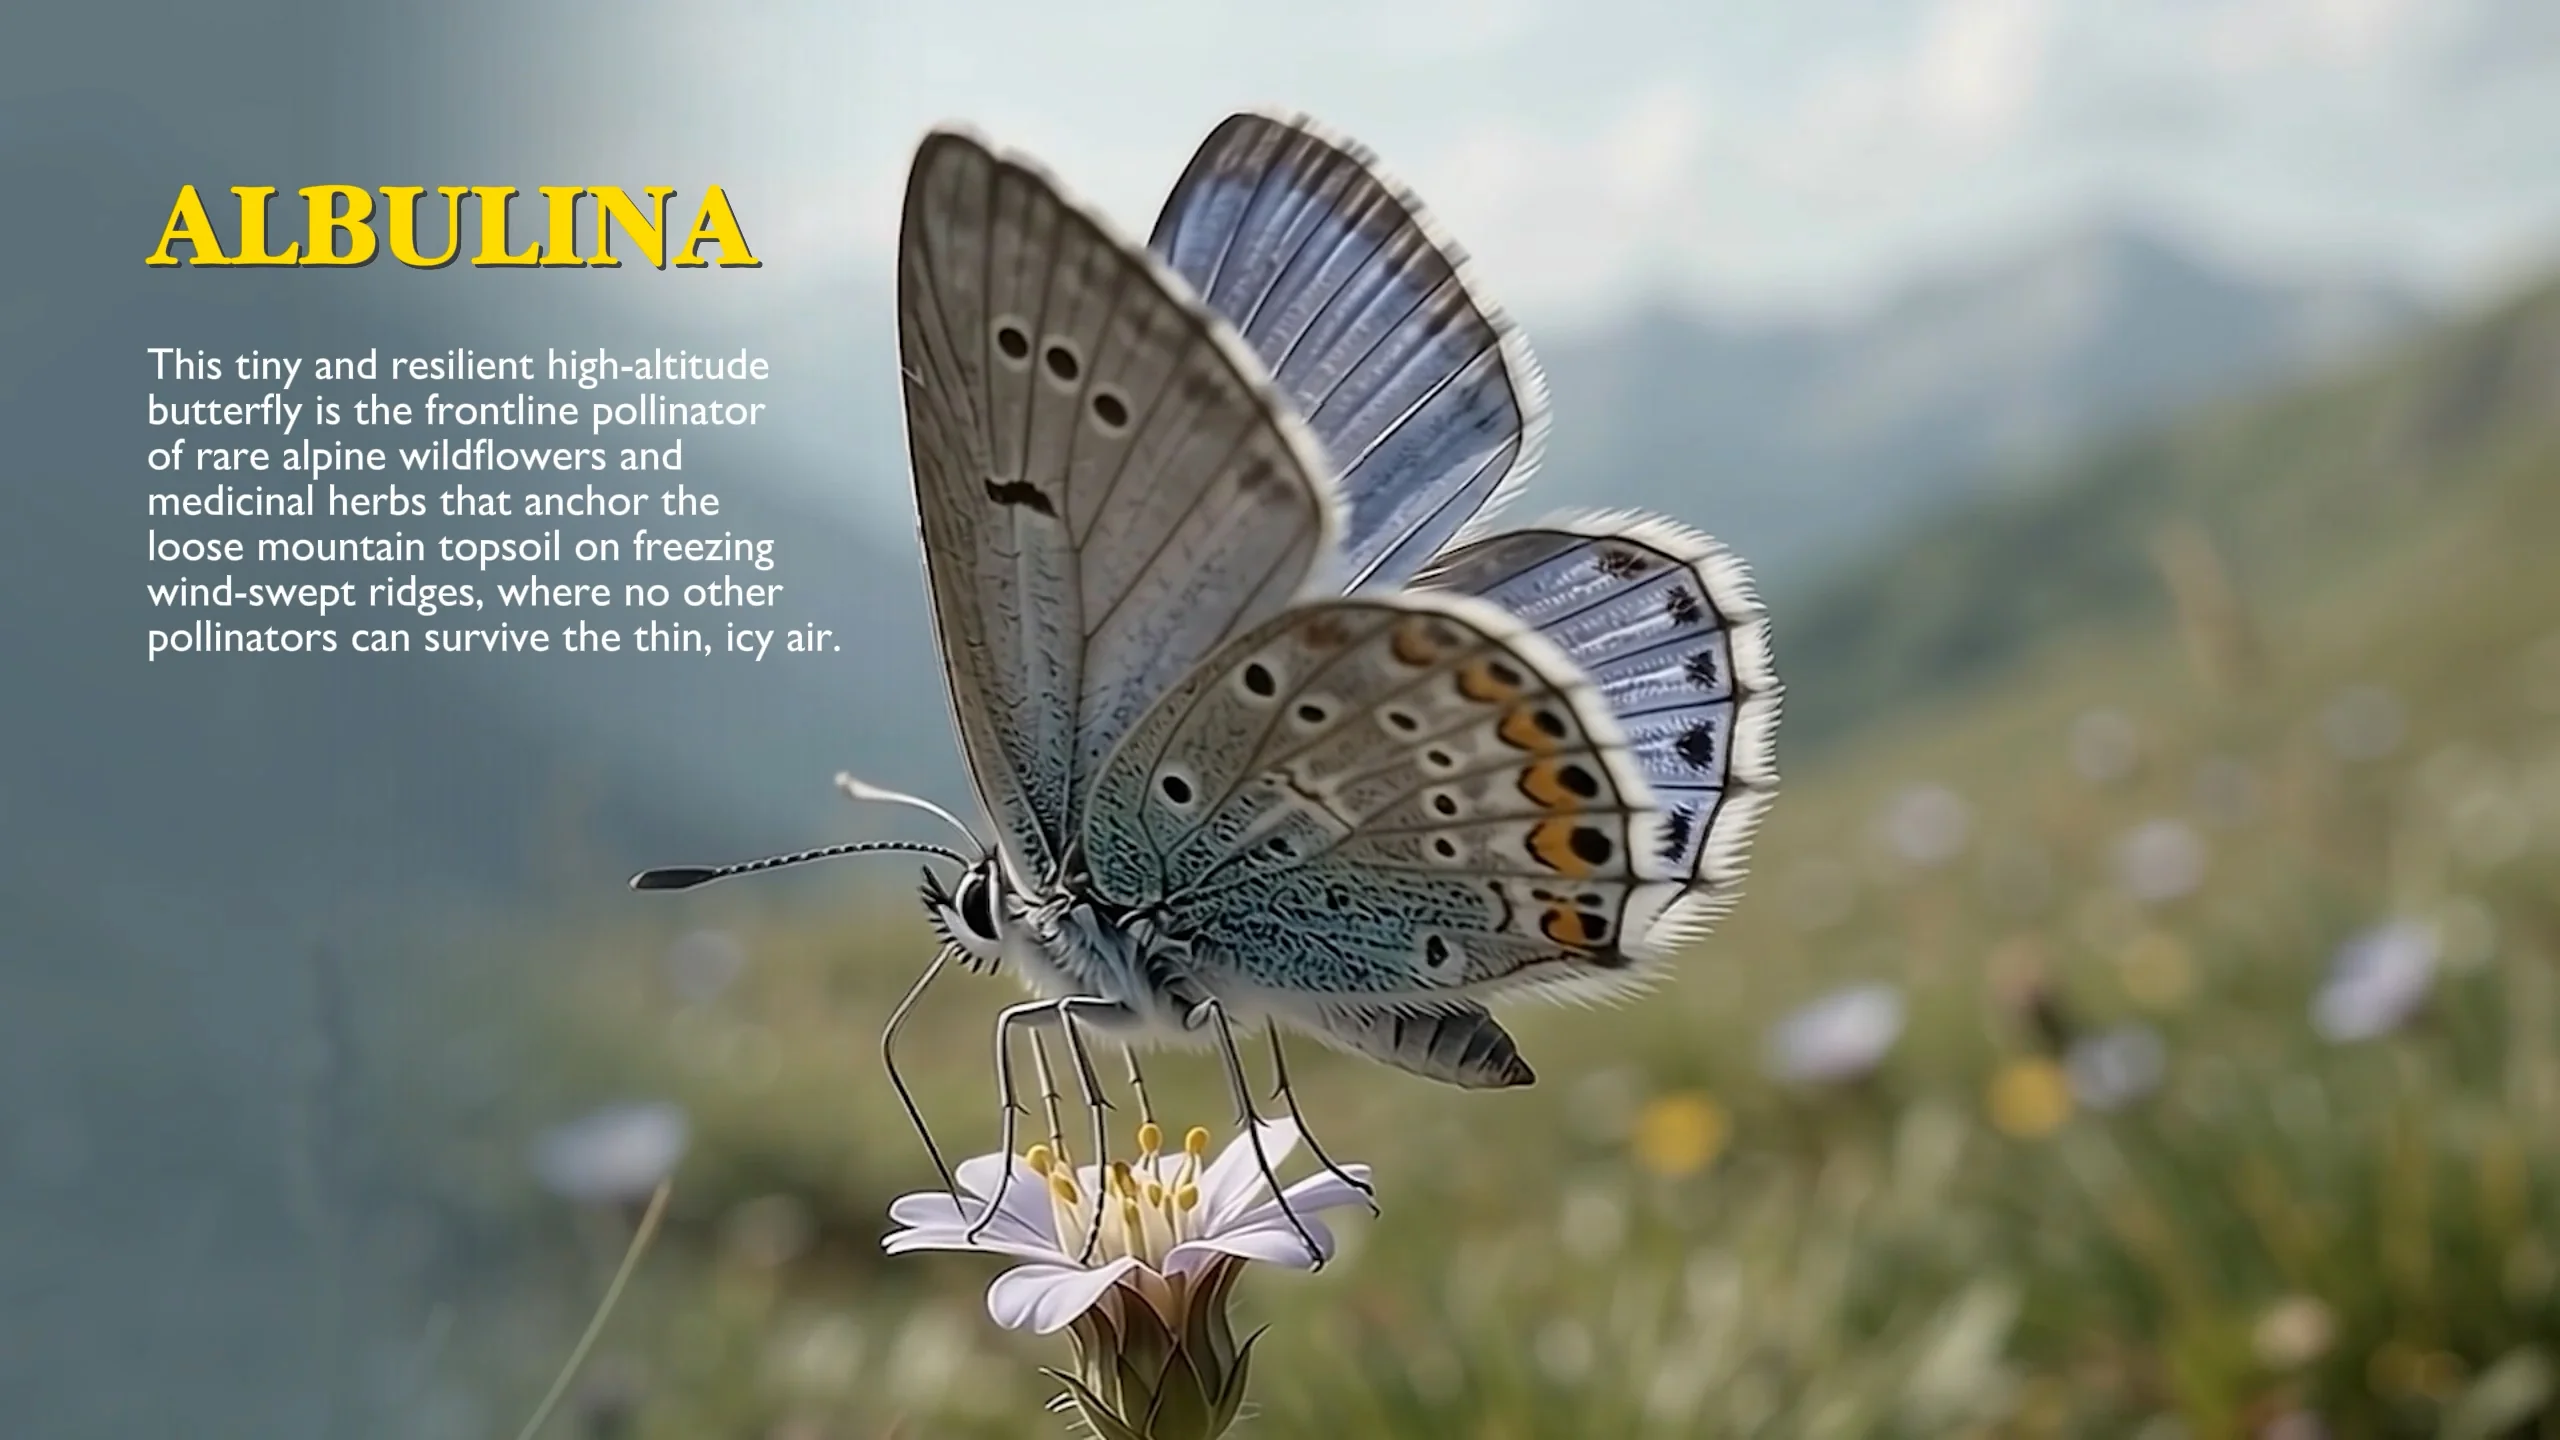 ALBULINA
This tiny and resilient high-altitude
butterfly is the frontline pollinator
of rare alpine wildflowers and
medicinal herbs that anchor the
loose mountain topsoil on freezing
wind-swept ridges, where no other
pollinators can survive the thin, icy air.